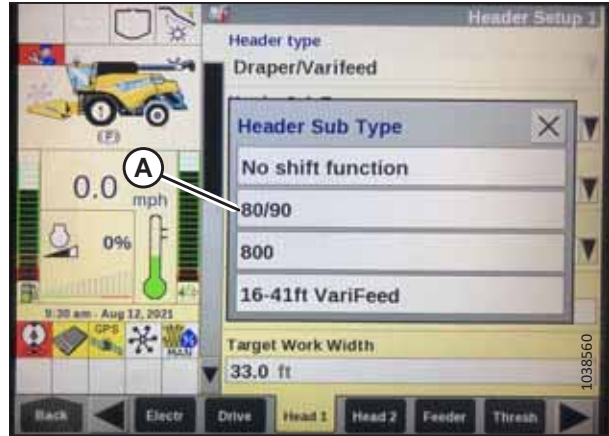 Header Setup 1
Header type
Draper/Varifeed
Header Sub Type
No shift function
80/90
800
16-41ft VariFeed
A
1
(F)
0.0 mph
0%
9:30 am - Aug 12, 2021
GPS
MAN
Target Work Width
33.0 ft
1038560
Back
Electr
Drive
Head 1
Head 2
Feeder
Thresh